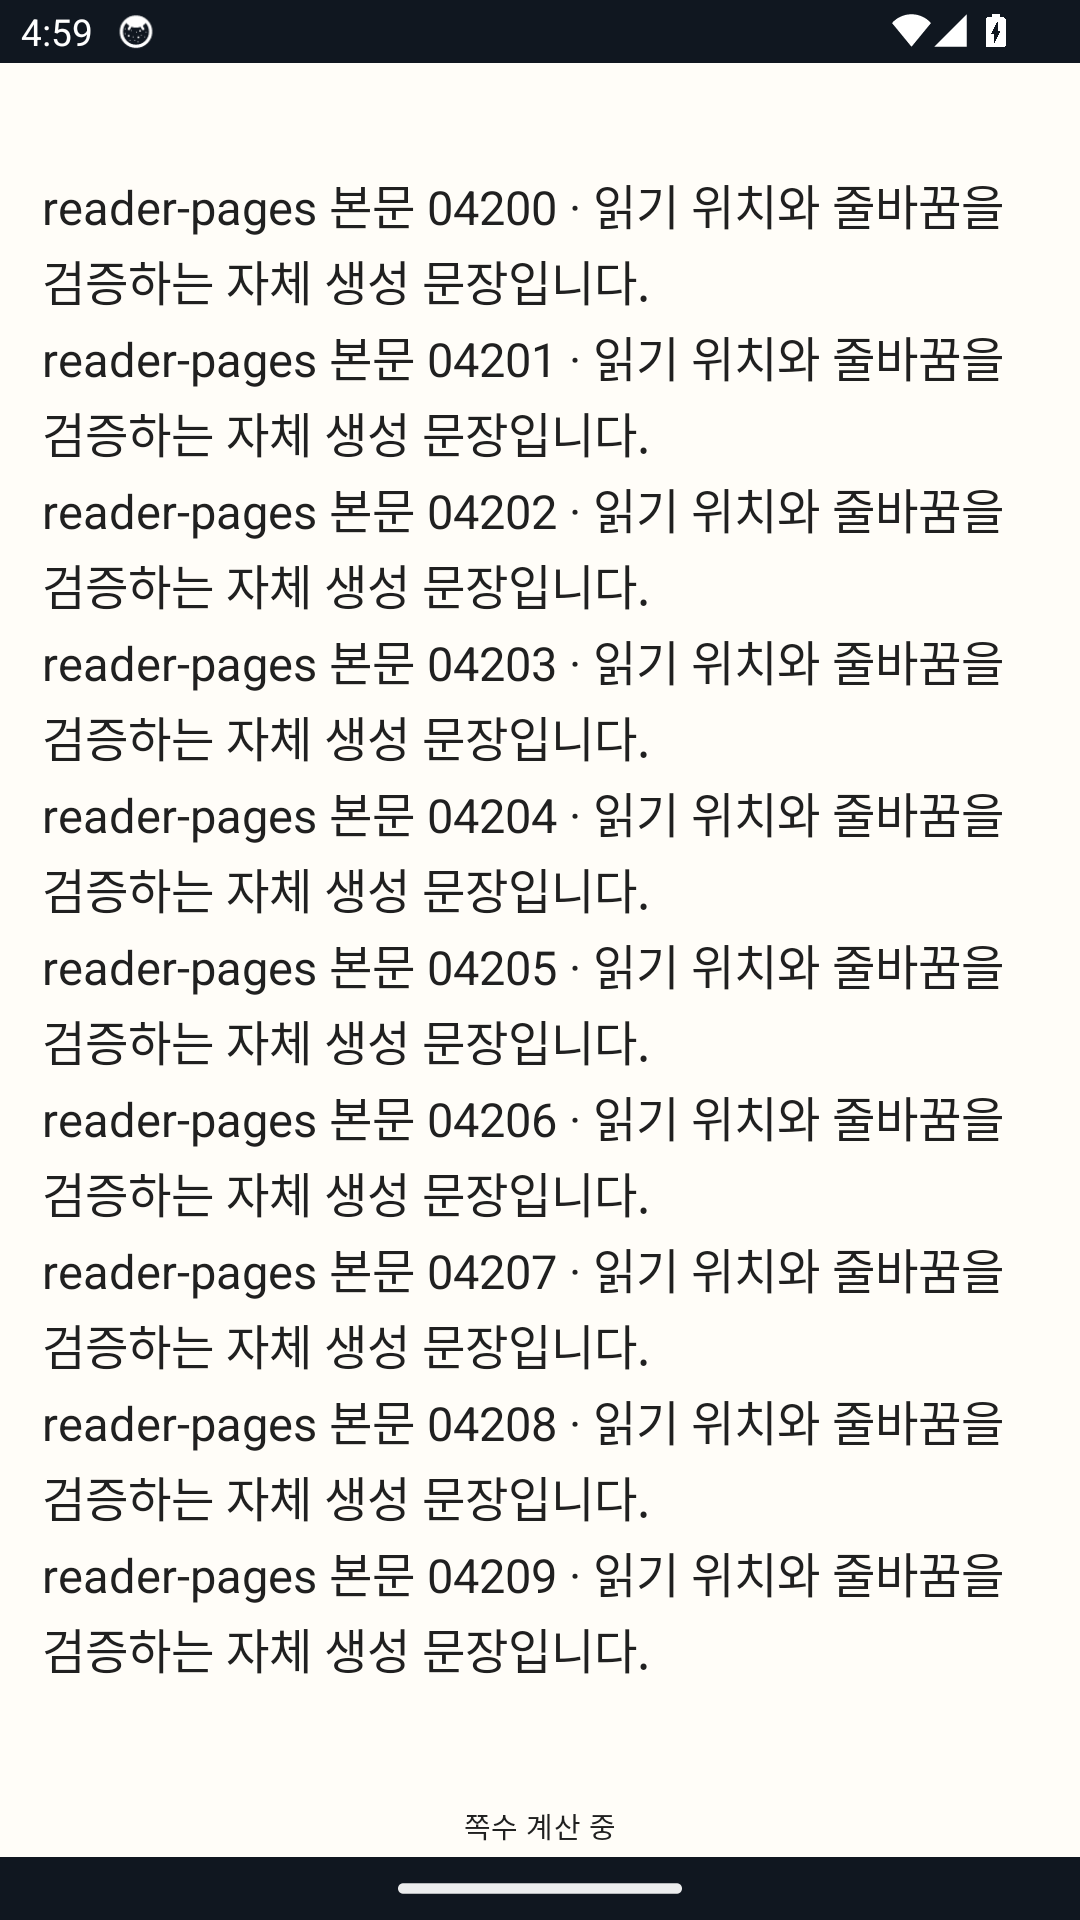 4:59
reader-pages 본문 04200 · 읽기 위치와 줄바꿈을
검증하는 자체 생성 문장입니다.
reader-pages 본문 04201 · 읽기 위치와 줄바꿈을
검증하는 자체 생성 문장입니다.
reader-pages 본문 04202 · 읽기 위치와 줄바꿈을
검증하는 자체 생성 문장입니다.
reader-pages 본문 04203 · 읽기 위치와 줄바꿈을
검증하는 자체 생성 문장입니다.
reader-pages 본문 04204 · 읽기 위치와 줄바꿈을
검증하는 자체 생성 문장입니다.
reader-pages 본문 04205 · 읽기 위치와 줄바꿈을
검증하는 자체 생성 문장입니다.
reader-pages 본문 04206 · 읽기 위치와 줄바꿈을
검증하는 자체 생성 문장입니다.
reader-pages 본문 04207 · 읽기 위치와 줄바꿈을
검증하는 자체 생성 문장입니다.
reader-pages 본문 04208 · 읽기 위치와 줄바꿈을
검증하는 자체 생성 문장입니다.
reader-pages 본문 04209 · 읽기 위치와 줄바꿈을
검증하는 자체 생성 문장입니다.
쪽수 계산 중